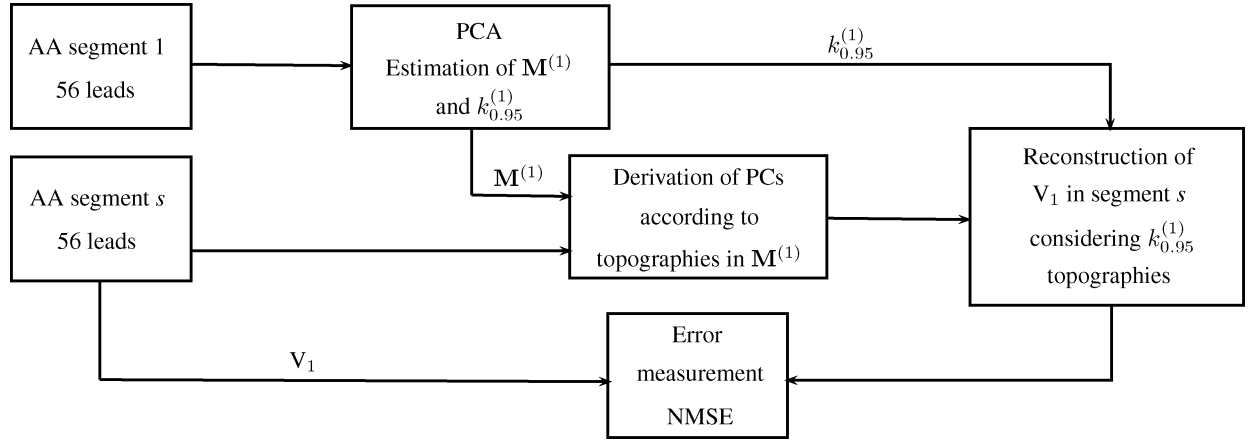 AA segment 1
56 leads
PCA
Estimation of M^(1)
and k_0.95^(1)
k_0.95^(1)
AA segment s
56 leads
M^(1)
Derivation of PCs
according to
topographies in M^(1)
Reconstruction of
V_1 in segment s
considering k_0.95^(1)
topographies
V_1
Error
measurement
NMSE